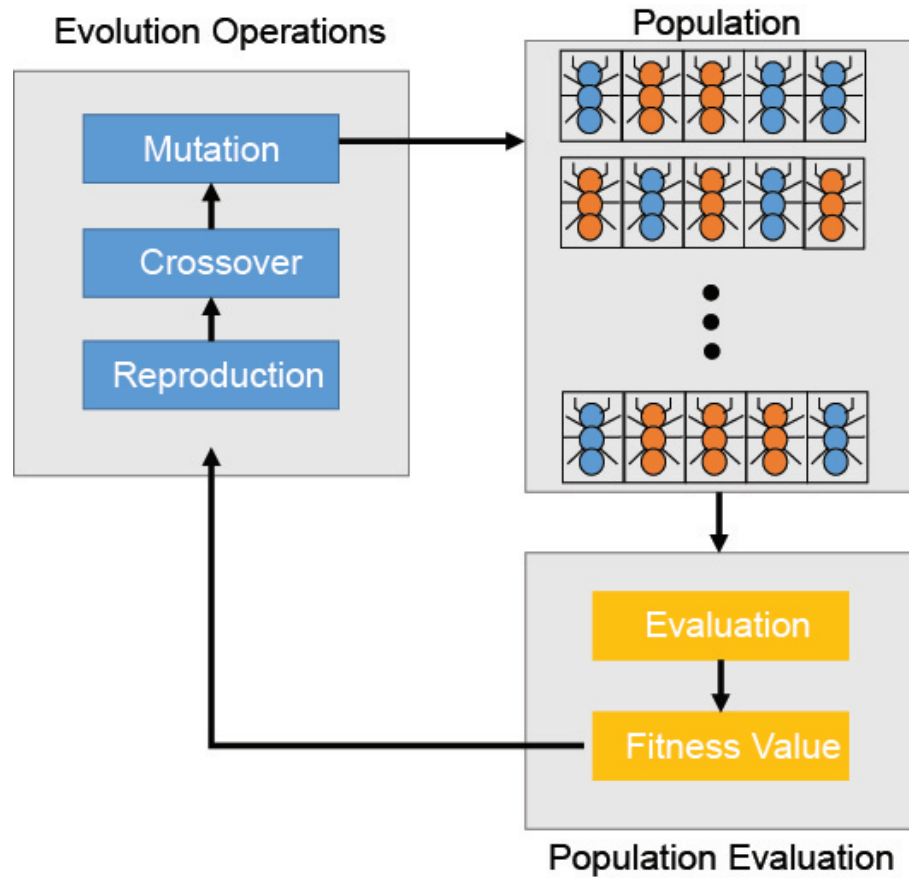 Evolution Operations
Mutation
Crossover
Reproduction
Population
Evaluation
Fitness Value
Population Evaluation